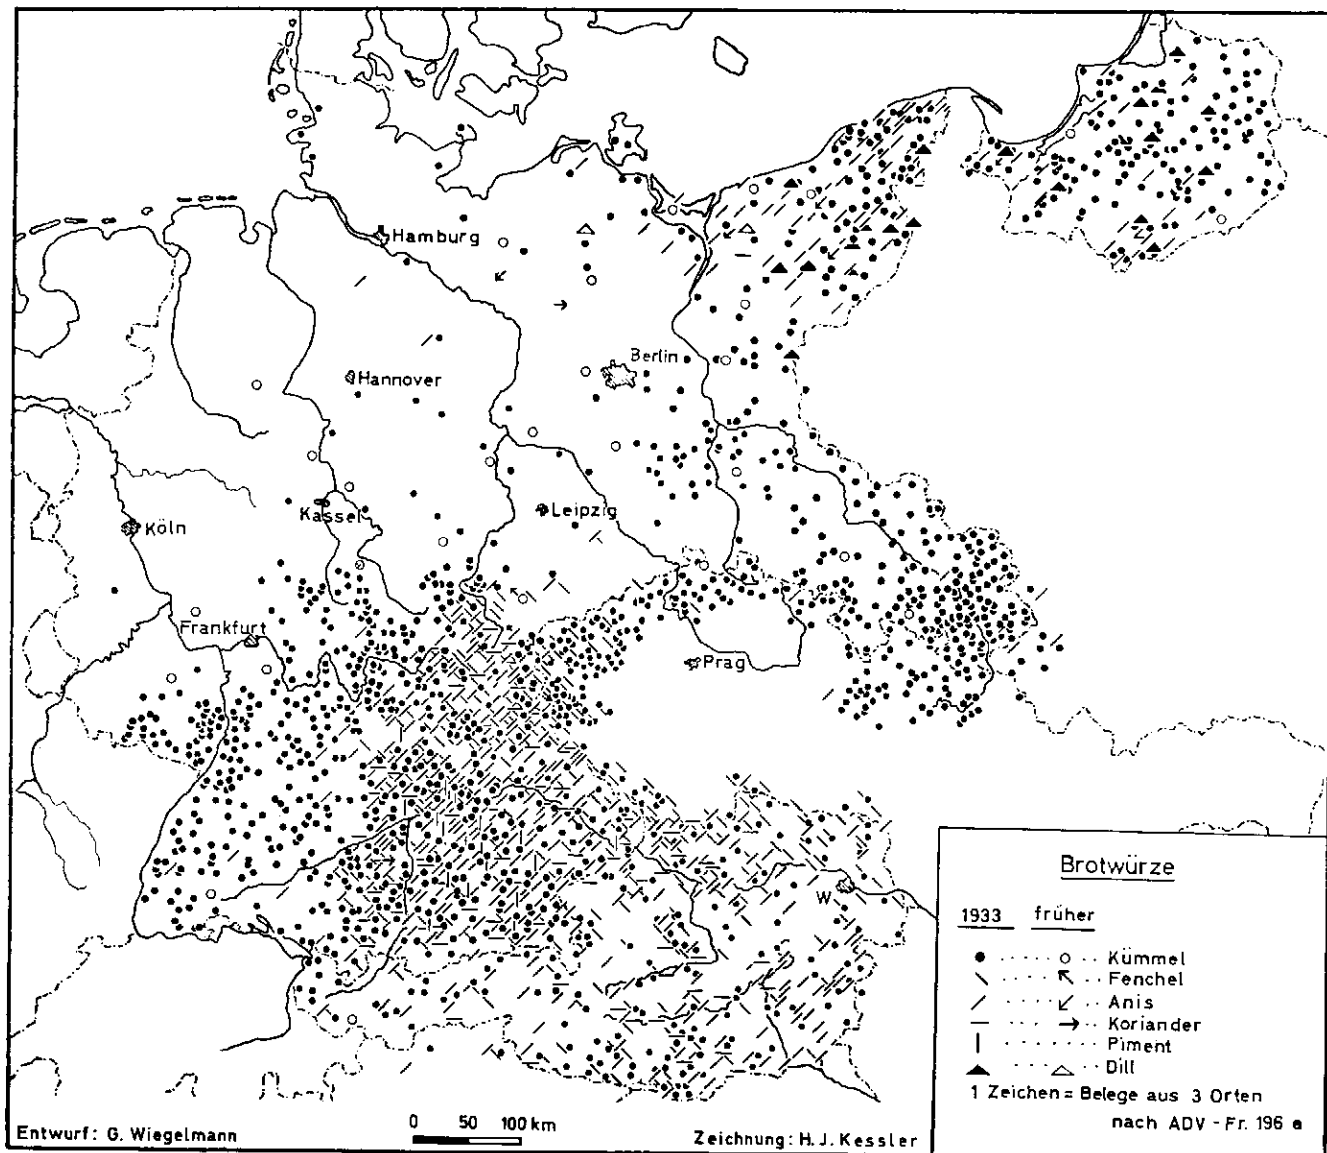 Hamburg
Berlin
Hannover
Kassel
Leipzig
Köln
Frankfurt
Prag
W
Brotwürze
1933 früher
Kümmel
Fenchel
Anis
Koriander
Piment
Dill
1 Zeichen = Belege aus 3 Orten
nach ADV - Fr. 196 a
0 50 100 km
Entwurf: G. Wiegelmann
Zeichnung: H. J. Kessler